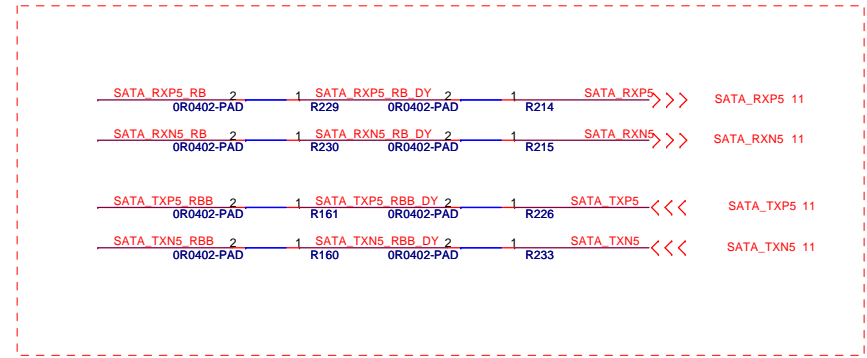 SATA_RXP5_RB 2 1 SATA_RXP5_RB_DY 2 1 SATA_RXP5 SATA_RXP5 11
0R0402-PAD R229 0R0402-PAD R214
SATA_RXN5_RB 2 1 SATA_RXN5_RB_DY 2 1 SATA_RXN5 SATA_RXN5 11
0R0402-PAD R230 0R0402-PAD R215
SATA_TXP5_RBB 2 1 SATA_TXP5_RBB_DY 2 1 SATA_TXP5 SATA_TXP5 11
0R0402-PAD R161 0R0402-PAD R226
SATA_TXN5_RBB 2 1 SATA_TXN5_RBB_DY 2 1 SATA_TXN5 SATA_TXN5 11
0R0402-PAD R160 0R0402-PAD R233